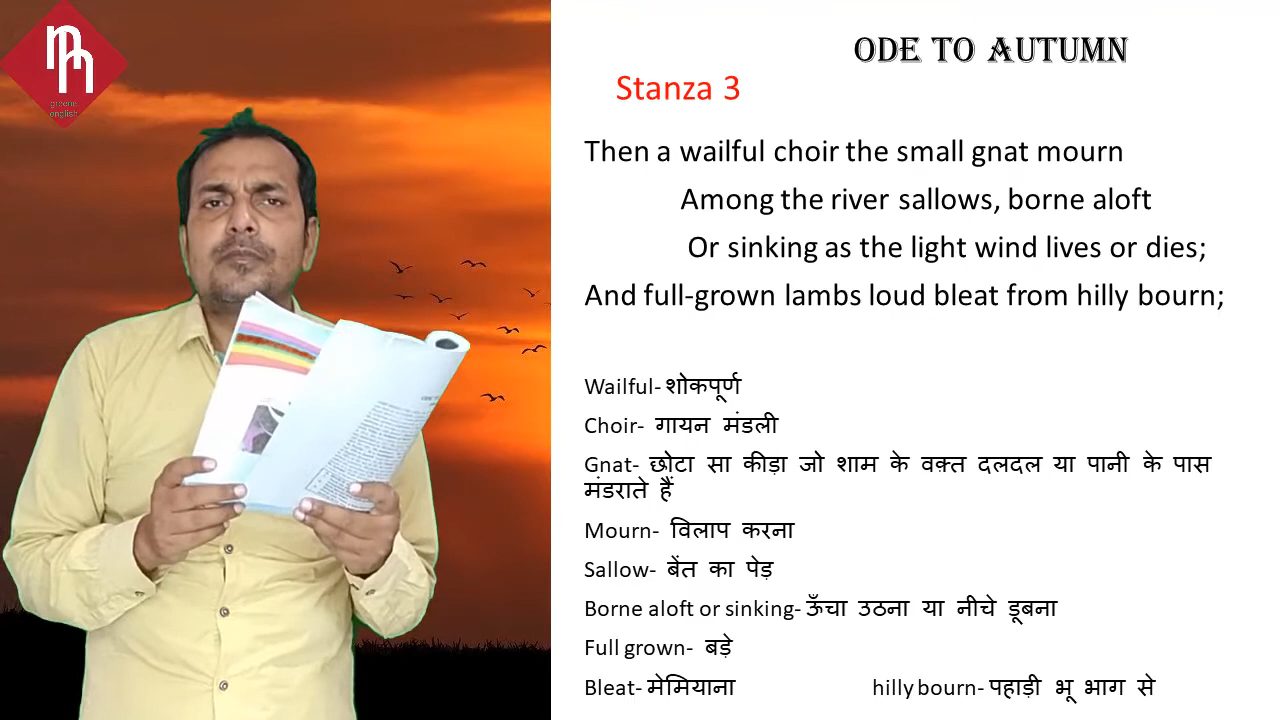 greene
english
ODE TO AUTUMN
Stanza 3
Then a wailful choir the small gnat mourn
Among the river sallows, borne aloft
Or sinking as the light wind lives or dies;
And full-grown lambs loud bleat from hilly bourn;
Wailful- शोकपूर्ण
Choir- गायन मंडली
Gnat- छोटा सा कीड़ा जो शाम के वक़्त दलदल या पानी के पास
मंडराते हैं
Mourn- विलाप करना
Sallow- बेंत का पेड़
Borne aloft or sinking- ऊँचा उठना या नीचे डूबना
Full grown- बड़े
Bleat- मेमियाना hilly bourn- पहाड़ी भू भाग से